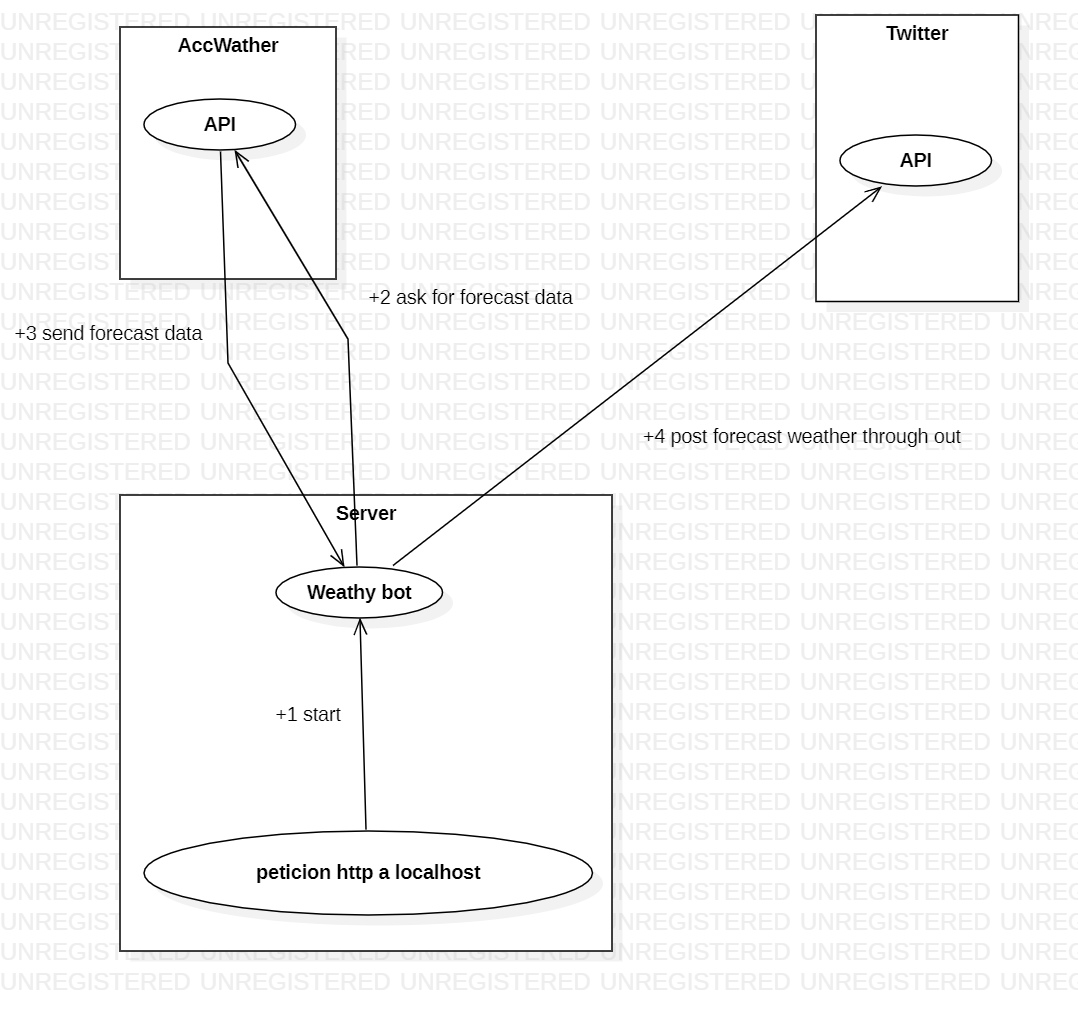 AccWather
Twitter
API
API
+2 ask for forecast data
+3 send forecast data
+4 post forecast weather through out
Server
Weathy bot
+1 start
peticion http a localhost
UNREGISTERED